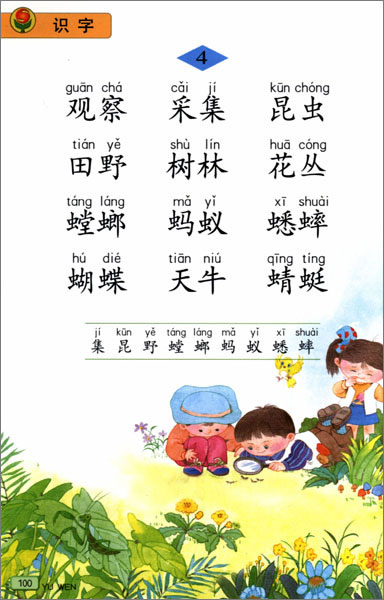 识字
4
guān chá cǎi jí kūn chóng
观察 采集 昆虫
tián yě shù lín huā cóng
田野 树林 花丛
táng láng mǎ yǐ xī shuài
螳螂 蚂蚁 蟋蟀
hú dié tiān niú qīng tíng
蝴蝶 天牛 蜻蜓
jí kūn yě táng láng mǎ yǐ xī shuài
集 昆 野 螳 螂 蚂 蚁 蟋 蟀
100
YU WEN